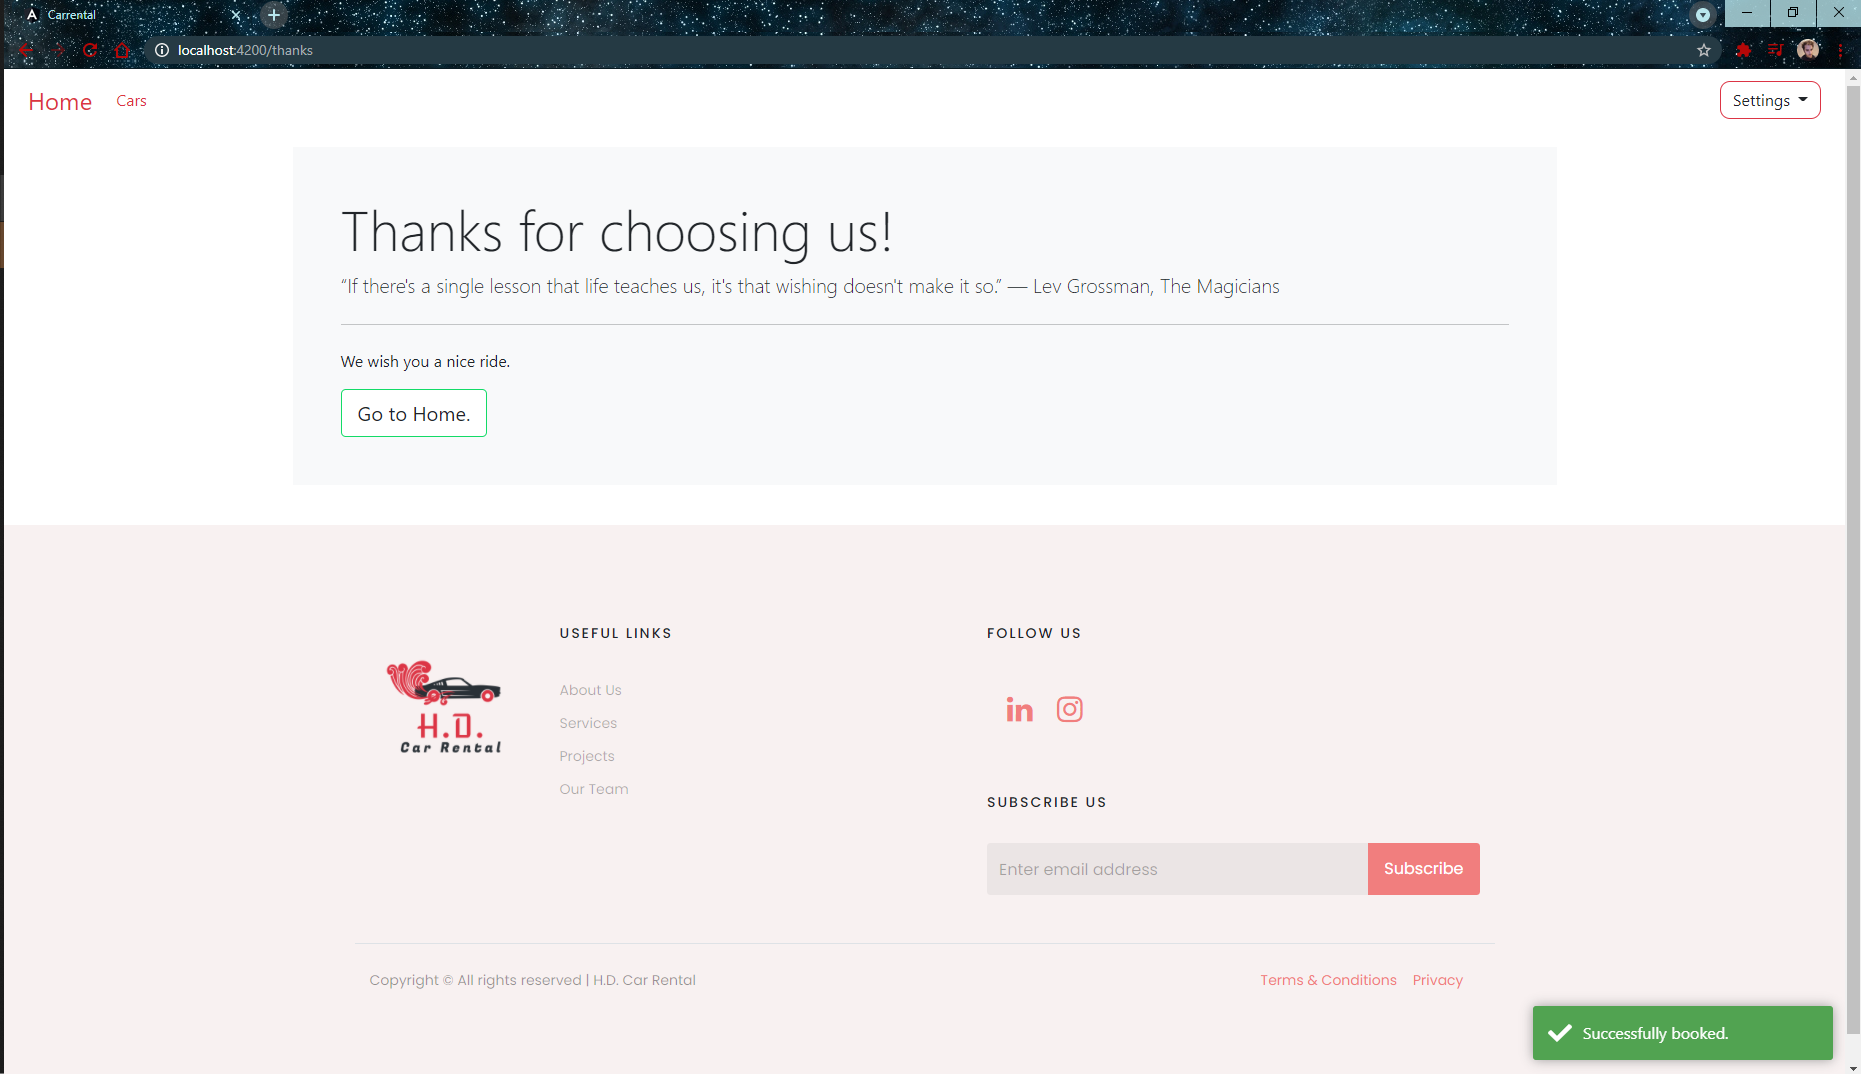 Carrental
localhost:4200/thanks
Home
Cars
Settings
Thanks for choosing us!
“If there's a single lesson that life teaches us, it's that wishing doesn't make it so.” — Lev Grossman, The Magicians
We wish you a nice ride.
Go to Home.
H.D.
Car Rental
USEFUL LINKS
About Us
Services
Projects
Our Team
FOLLOW US
in
SUBSCRIBE US
Enter email address
Subscribe
Copyright © All rights reserved | H.D. Car Rental
Terms & Conditions
Privacy
Successfully booked.